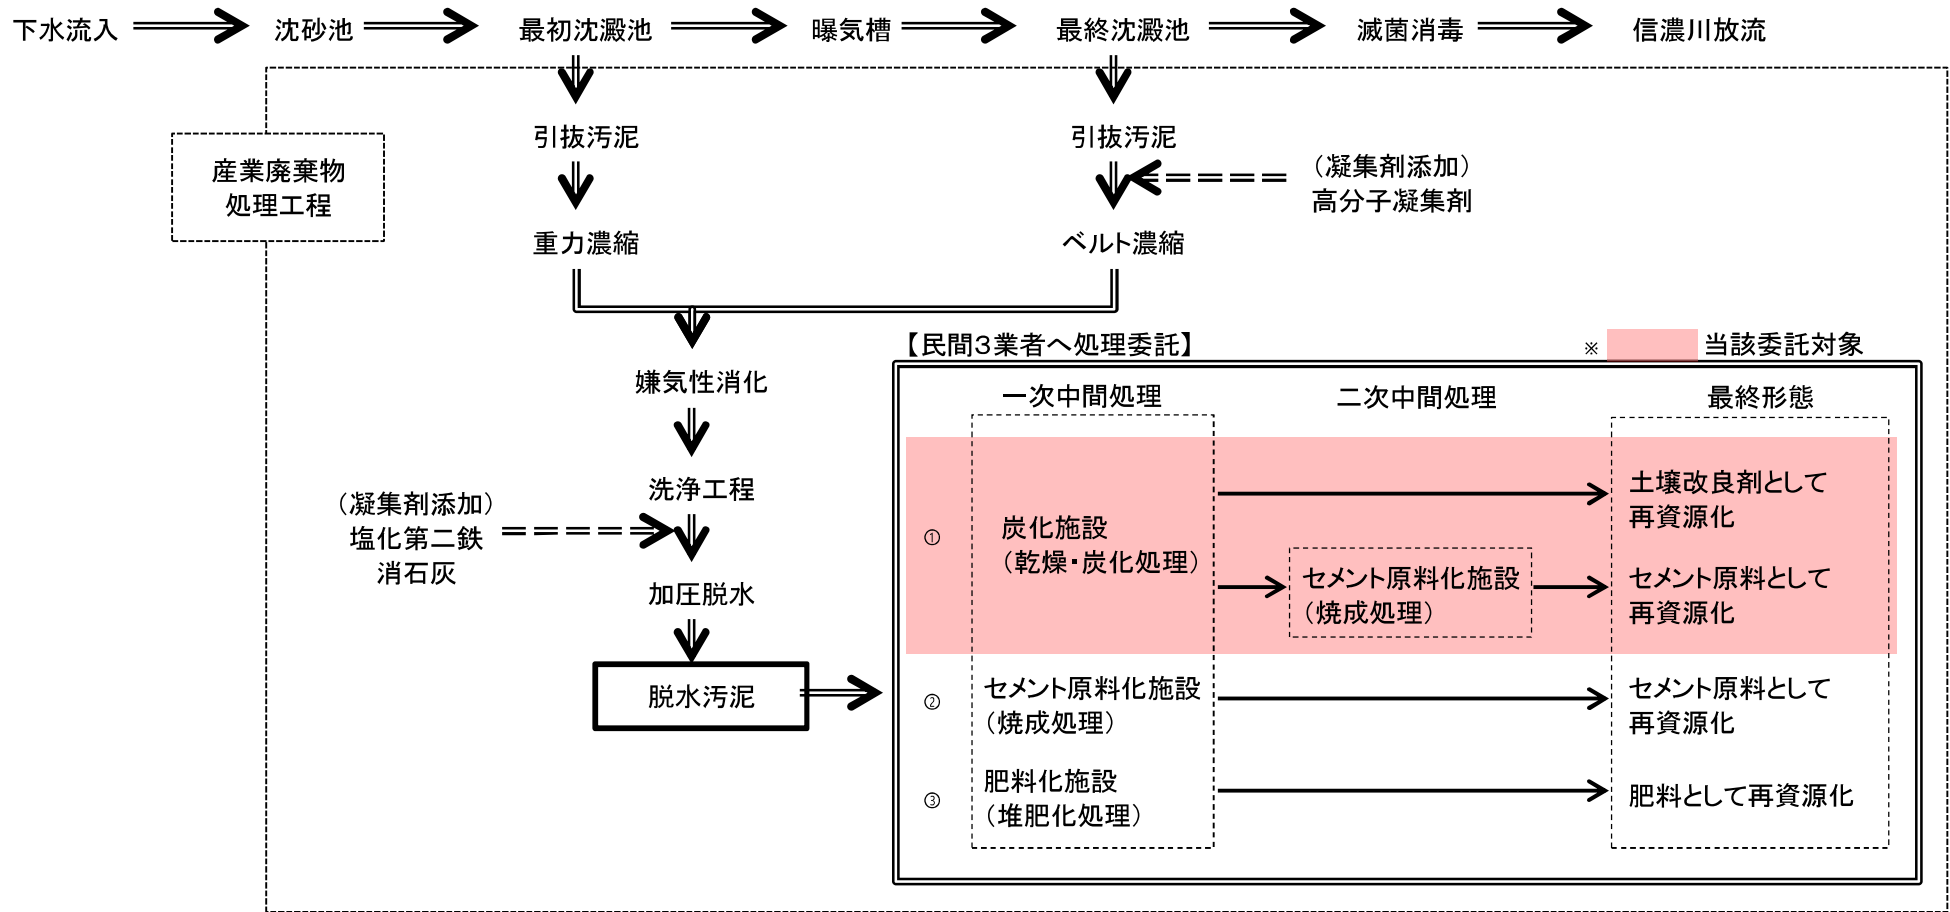 下水流入
沈砂池
最初沈澱池
曝気槽
最終沈澱池
滅菌消毒
信濃川放流
産業廃棄物
処理工程
引抜汚泥
引抜汚泥
（凝集剤添加）
高分子凝集剤
重力濃縮
ベルト濃縮
嫌気性消化
洗浄工程
（凝集剤添加）
塩化第二鉄
消石灰
加圧脱水
脱水汚泥
【民間３業者へ処理委託】
※
当該委託対象
一次中間処理
二次中間処理
最終形態
①
炭化施設
（乾燥・炭化処理）
土壌改良剤として
再資源化
セメント原料化施設
（焼成処理）
セメント原料として
再資源化
②
セメント原料化施設
（焼成処理）
セメント原料として
再資源化
③
肥料化施設
（堆肥化処理）
肥料として再資源化